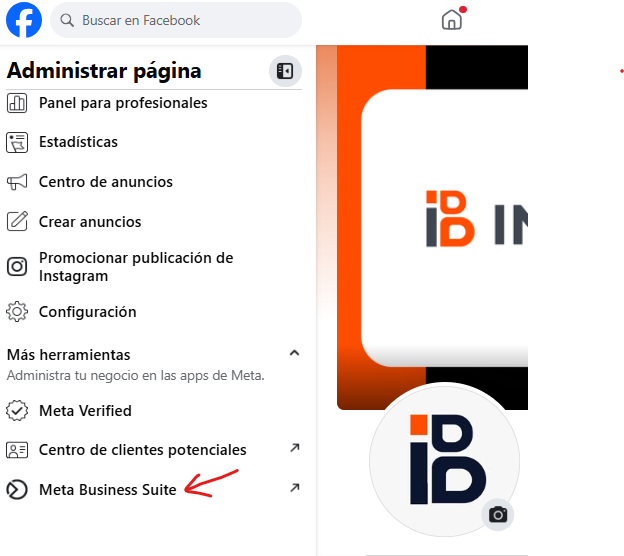 Buscar en Facebook
Administrar página
Panel para profesionales
Estadísticas
Centro de anuncios
Crear anuncios
Promocionar publicación de
Instagram
Configuración
Más herramientas
Administra tu negocio en las apps de Meta.
Meta Verified
Centro de clientes potenciales
Meta Business Suite
IN